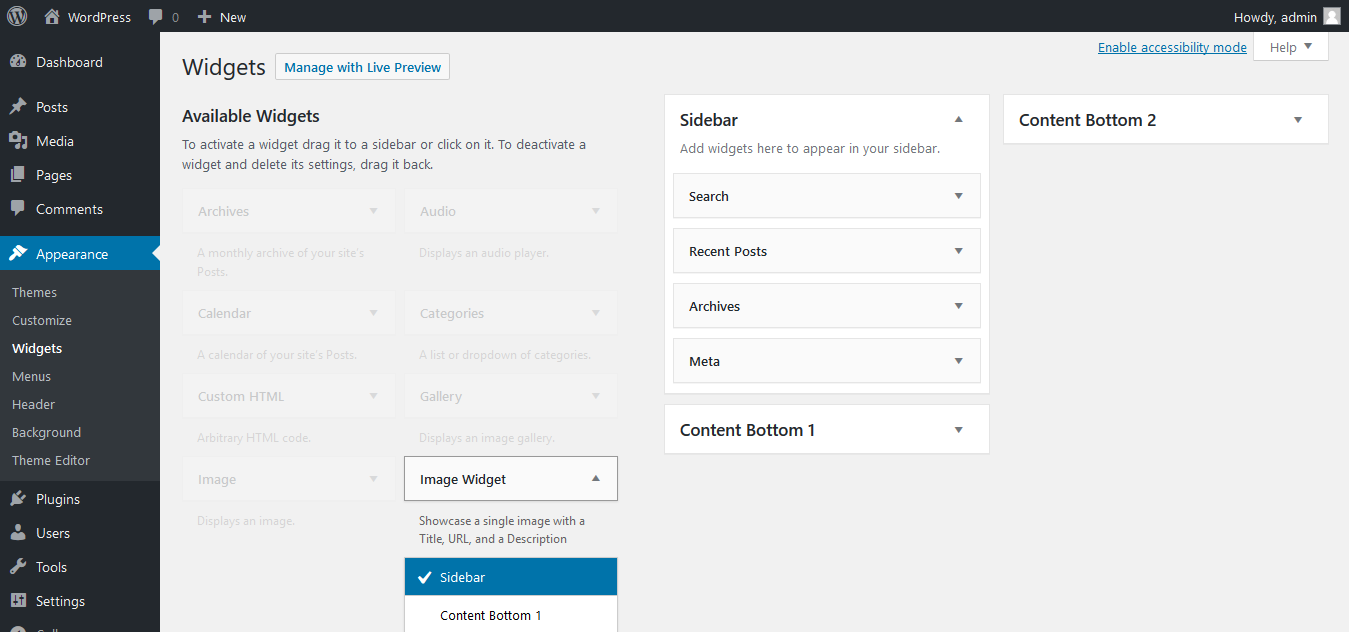 WordPress
0
New
Howdy, admin
Dashboard
Posts
Media
Pages
Comments
Appearance
Themes
Customize
Widgets
Menus
Header
Background
Theme Editor
Plugins
Users
Tools
Settings
Enable accessibility mode
Help
Widgets
Manage with Live Preview
Available Widgets
To activate a widget drag it to a sidebar or click on it. To deactivate a
widget and delete its settings, drag it back.
Archives
A monthly archive of your site's
Posts.
Audio
Displays an audio player.
Calendar
A calendar of your site's Posts.
Categories
A list or dropdown of categories.
Custom HTML
Arbitrary HTML code.
Gallery
Displays an image gallery.
Image
Displays an image.
Image Widget
Showcase a single image with a
Title, URL, and a Description
Sidebar
Content Bottom 1
Sidebar
Add widgets here to appear in your sidebar.
Search
Recent Posts
Archives
Meta
Content Bottom 1
Content Bottom 2